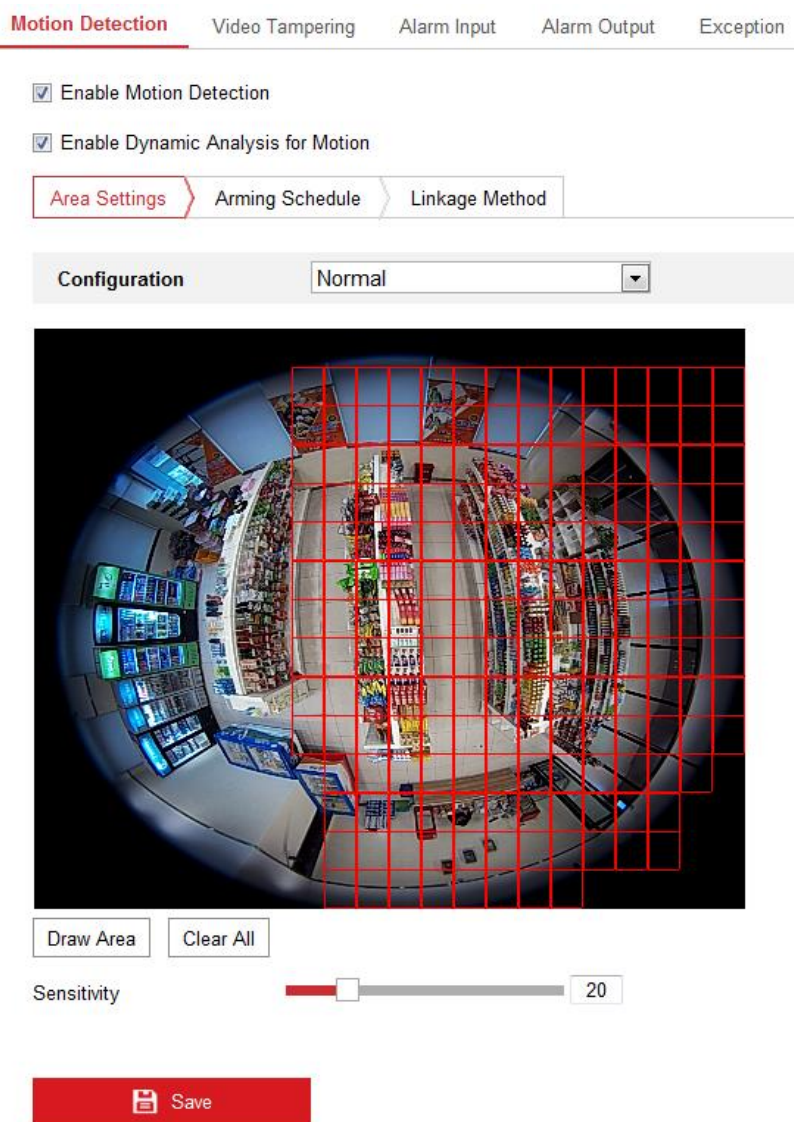 Motion Detection Video Tampering Alarm Input Alarm Output Exception
Enable Motion Detection
Enable Dynamic Analysis for Motion
Area Settings Arming Schedule Linkage Method
Configuration Normal
Draw Area Clear All
Sensitivity 20
Save